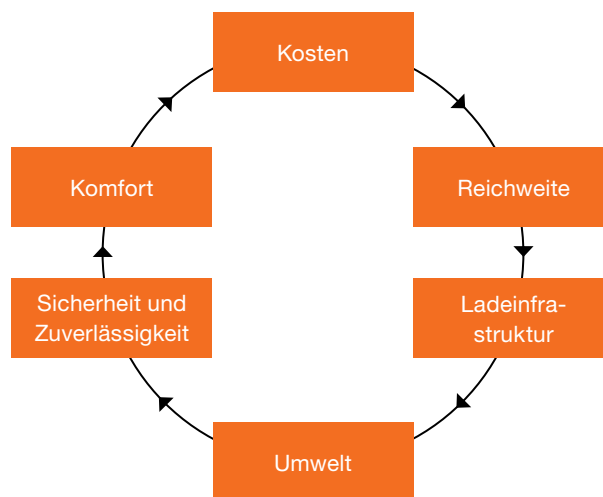 Kosten
Reichweite
Ladeinfra-
struktur
Umwelt
Sicherheit und
Zuverlässigkeit
Komfort